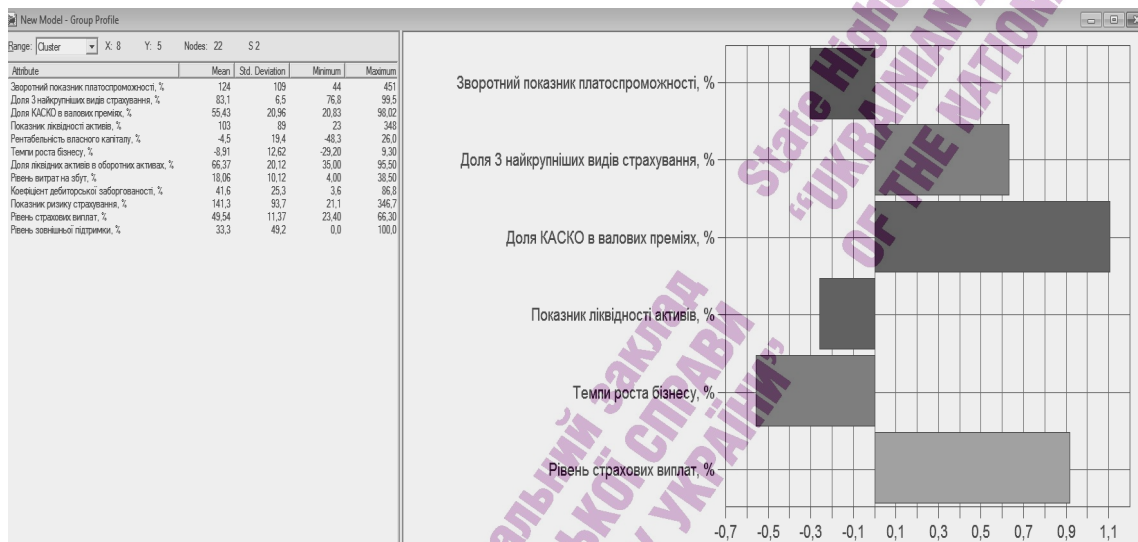 New Model - Group Profile
Range: Cluster X: 8 Y: 5 Nodes: 22 S 2
Attribute Mean Std. Deviation Minimum Maximum
Зворотний показник платоспроможності, % 124 109 44 451
Доля 3 найкрупніших видів страхування, % 83,1 6,5 76,8 99,5
Доля КАСКО в валових преміях, % 55,43 20,96 20,83 98,02
Показник ліквідності активів, % 103 89 23 348
Рентабельність власного капіталу, % -4,5 19,4 -48,3 26,0
Темпи роста бізнесу, % -8,91 12,62 -29,20 9,30
Доля ліквідних активів в оборотних активах, % 66,37 20,12 35,00 95,50
Рівень витрат на збут, % 18,06 10,12 4,00 38,50
Коефіцієнт дебиторської заборгованості, % 41,6 25,3 3,6 86,8
Показник ризику страхування, % 141,3 93,7 21,1 346,7
Рівень страхових виплат, % 49,54 11,37 23,40 66,30
Рівень зовнішньої підтримки, % 33,3 49,2 0,0 100,0
Зворотний показник платоспроможності, %
Доля 3 найкрупніших видів страхування, %
Доля КАСКО в валових преміях, %
Показник ліквідності активів, %
Темпи роста бізнесу, %
Рівень страхових виплат, %
-0,7 -0,5 -0,3 -0,1 0,1 0,3 0,5 0,7 0,9 1,1
State
"UKRAINIAN
OF THE
заклад
СПРАВИ
УКРАЇНИ"